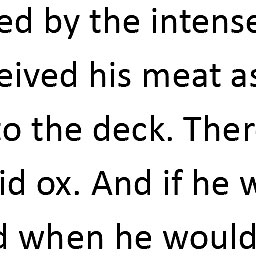 ed by the intense
eived his meat as
to the deck. Ther
id ox. And if he w
d when he would